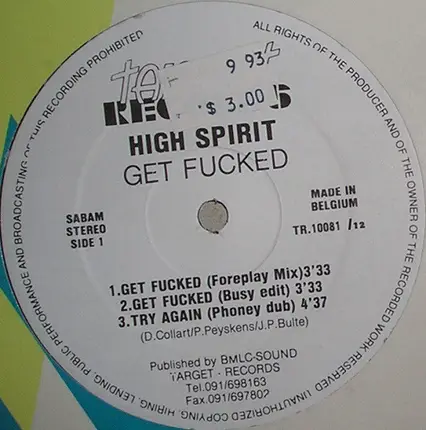 ALL RIGHTS OF THE PRODUCER AND OF THE OWNER OF THE RECORDED WORK RESERVED UNAUTHORIZED COPYING, HIRING, LENDING, PUBLIC PERFORMANCE AND BROADCASTING OF THIS RECORDING PROHIBITED
9 93
$ 3.00
HIGH SPIRIT
GET FUCKED
SABAM
STEREO
SIDE 1
MADE IN
BELGIUM
TR.10081 /12
1.GET FUCKED (Foreplay Mix)3'33
2.GET FUCKED (Busy edit) 3'33
3.TRY AGAIN (Phoney dub) 4'37
(D.Collart/P.Peyskens/J.P.Bulte)
Published by BMLC-SOUND
TARGET - RECORDS
Tel.091/698163
Fax.091/697802